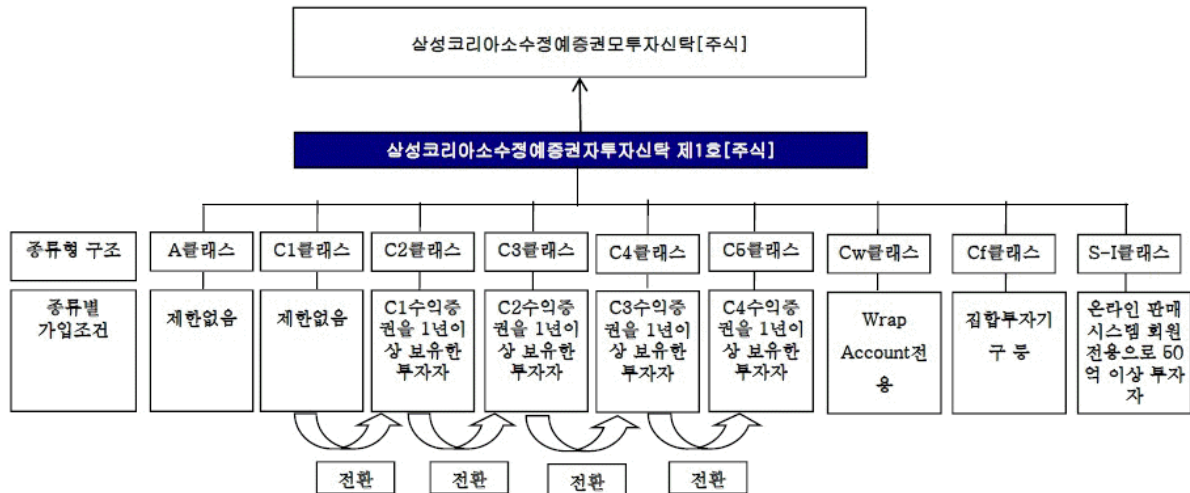 삼성코리아소수정예증권모투자신탁[주식]
삼성코리아소수정예증권자투자신탁 제1호[주식]
종류형 구조
A클래스
C1클래스
C2클래스
C3클래스
C4클래스
C5클래스
Cw클래스
Cf클래스
S-I클래스
종류별
가입조건
제한없음
제한없음
C1수익증
권을 1년이
상 보유한
투자자
C2수익증
권을 1년이
상 보유한
투자자
C3수익증
권을 1년이
상 보유한
투자자
C4수익증
권을 1년이
상 보유한
투자자
Wrap
Account전
용
집합투자기
구 등
온라인 판매
시스템 회원
전용으로 50
억 이상 투자
자
전환
전환
전환
전환